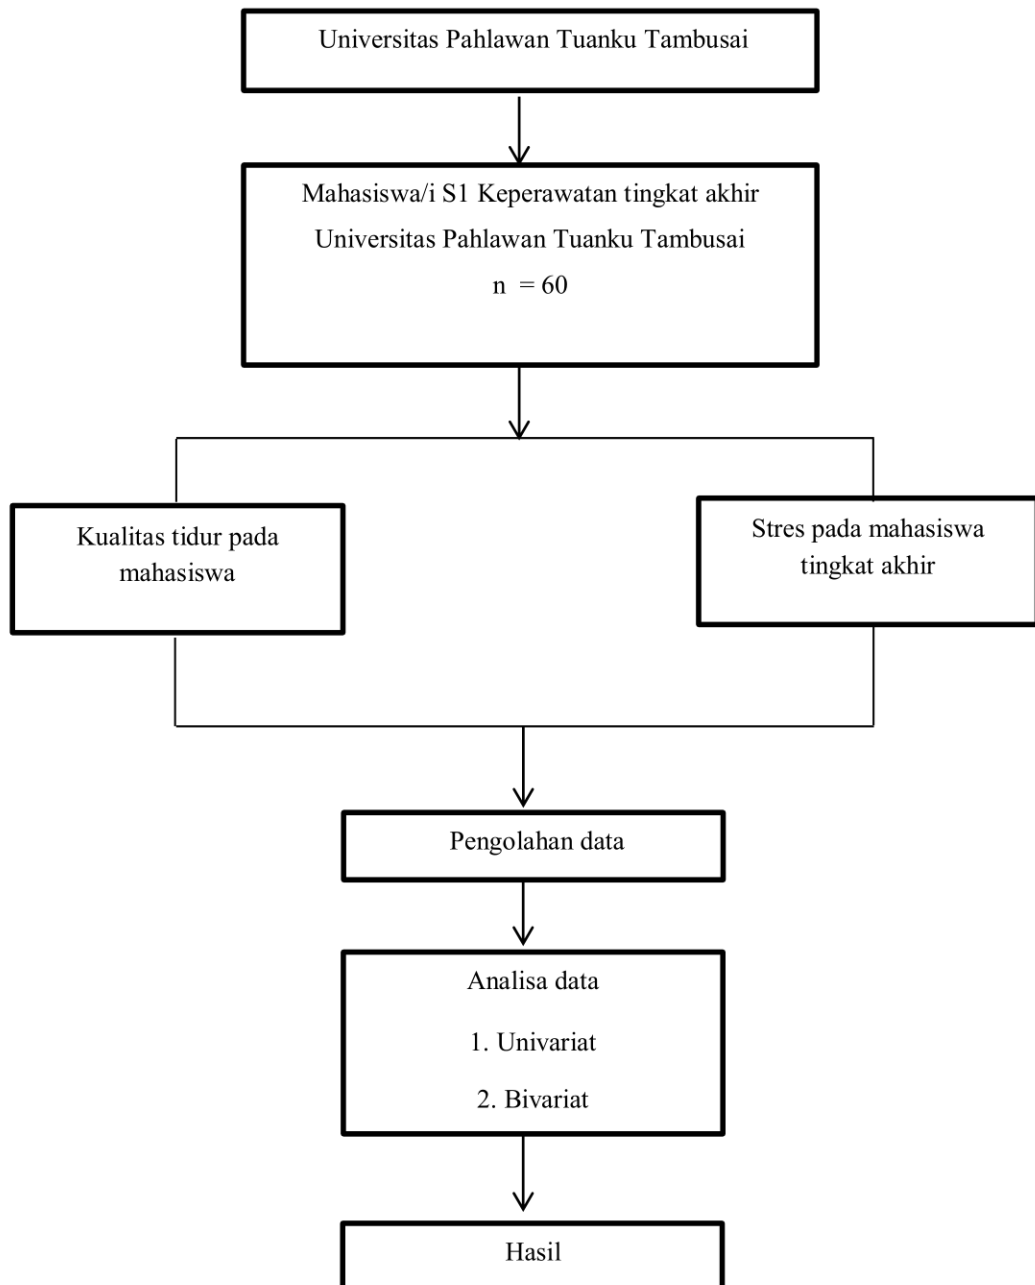 Universitas Pahlawan Tuanku Tambusai
Mahasiswa/i S1 Keperawatan tingkat akhir
Universitas Pahlawan Tuanku Tambusai
n = 60
Kualitas tidur pada
mahasiswa
Stres pada mahasiswa
tingkat akhir
Pengolahan data
Analisa data
1. Univariat
2. Bivariat
Hasil